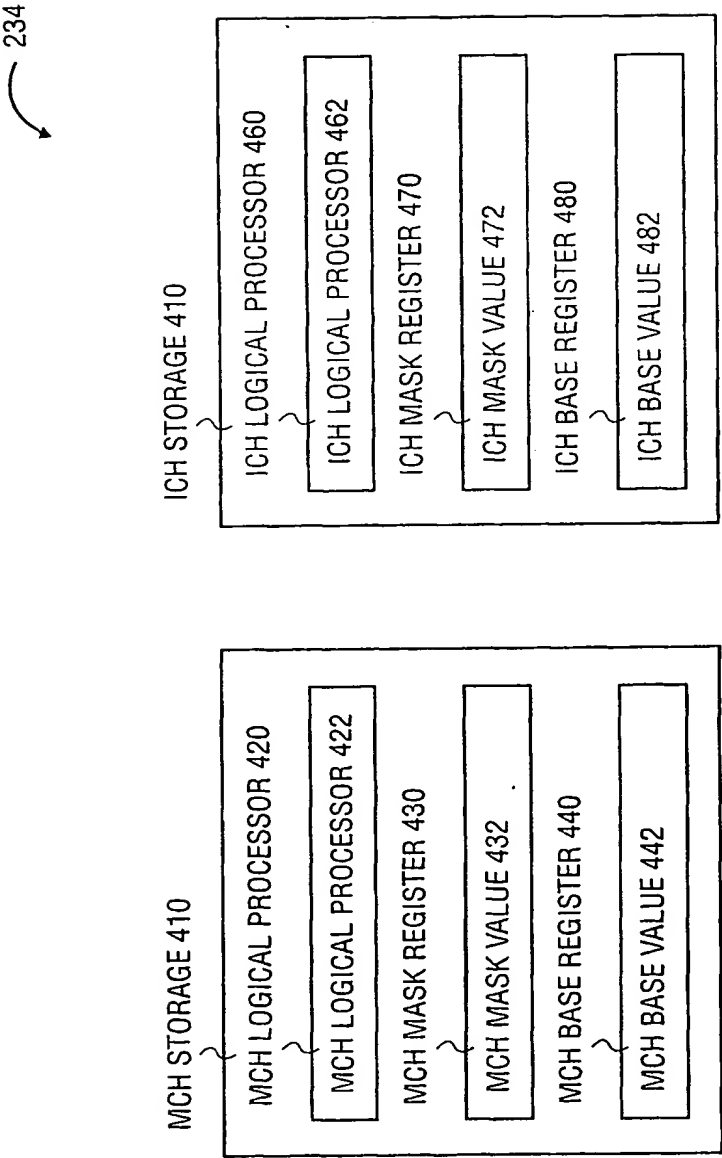 234
MCH STORAGE 410
MCH LOGICAL PROCESSOR 420
MCH LOGICAL PROCESSOR 422
MCH MASK REGISTER 430
MCH MASK VALUE 432
MCH BASE REGISTER 440
MCH BASE VALUE 442
ICH STORAGE 410
ICH LOGICAL PROCESSOR 460
ICH LOGICAL PROCESSOR 462
ICH MASK REGISTER 470
ICH MASK VALUE 472
ICH BASE REGISTER 480
ICH BASE VALUE 482